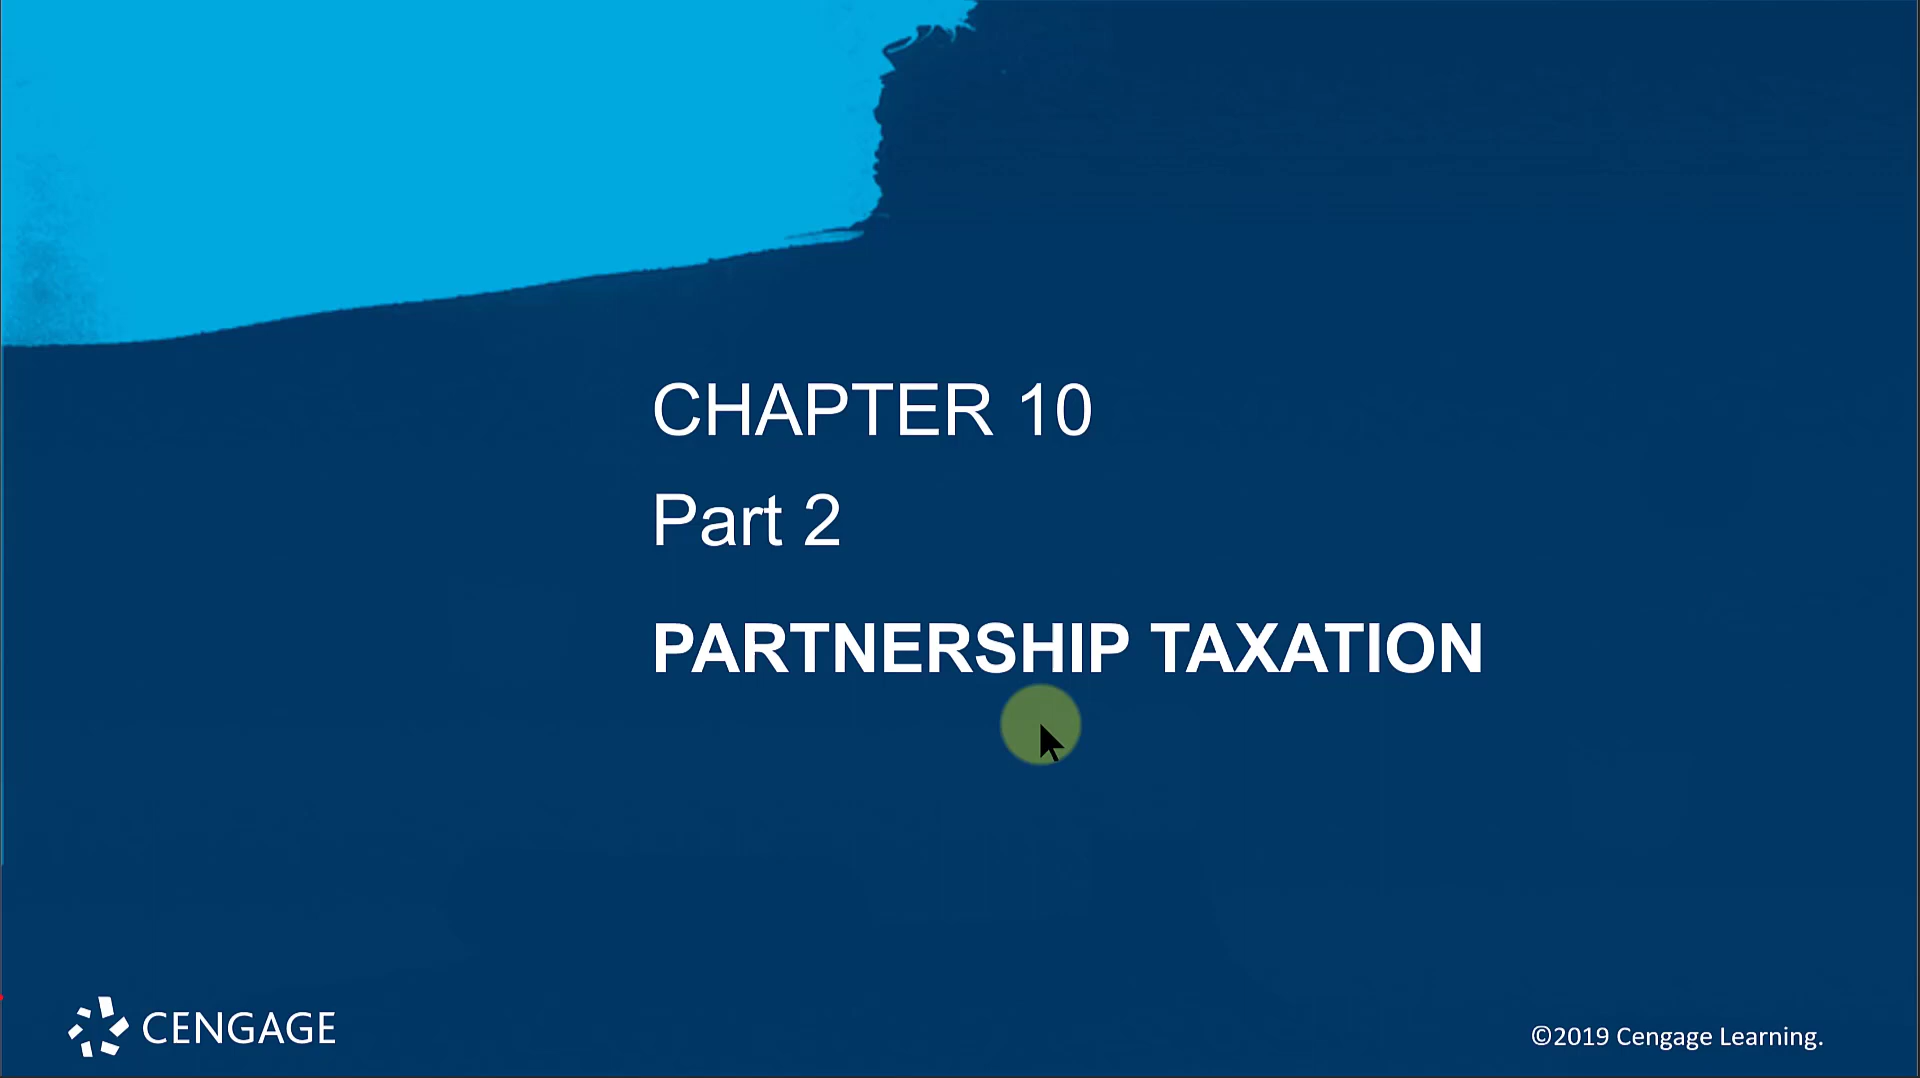 CHAPTER 10
Part 2
PARTNERSHIP TAXATION
CENGAGE
©2019 Cengage Learning.